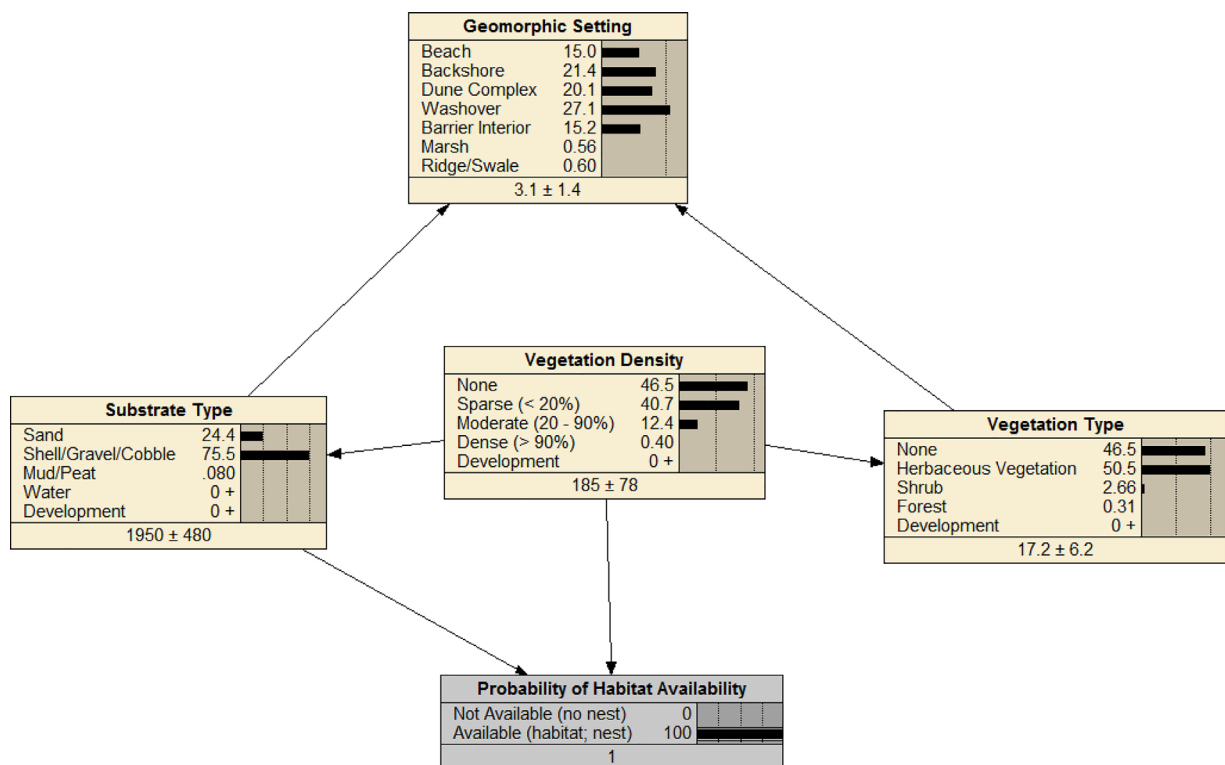 Geomorphic Setting
Beach 15.0
Backshore 21.4
Dune Complex 20.1
Washover 27.1
Barrier Interior 15.2
Marsh 0.56
Ridge/Swale 0.60
3.1 ± 1.4
Vegetation Density
None 46.5
Sparse (< 20%) 40.7
Moderate (20 - 90%) 12.4
Dense (> 90%) 0.40
Development 0 +
185 ± 78
Substrate Type
Sand 24.4
Shell/Gravel/Cobble 75.5
Mud/Peat .080
Water 0 +
Development 0 +
1950 ± 480
Vegetation Type
None 46.5
Herbaceous Vegetation 50.5
Shrub 2.66
Forest 0.31
Development 0 +
17.2 ± 6.2
Probability of Habitat Availability
Not Available (no nest) 0
Available (habitat; nest) 100
1